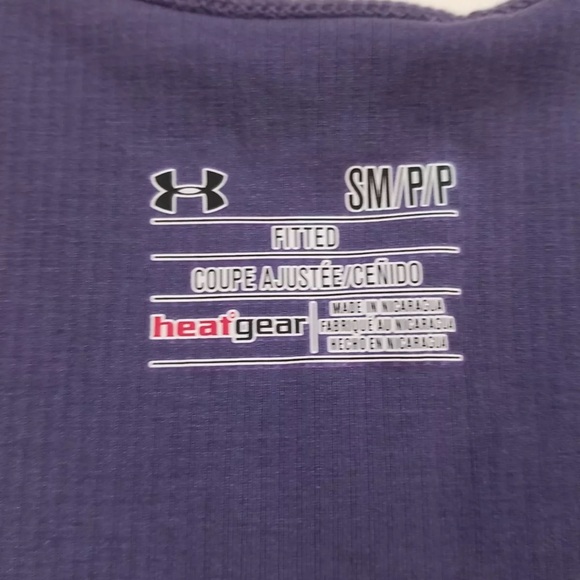 SM/P/P
FITTED
COUPE AJUSTÉE/CEÑIDO
heatgear
MADE IN NICARAGUA
FABRIQUÉ AU NICARAGUA
HECHO EN NICARAGUA